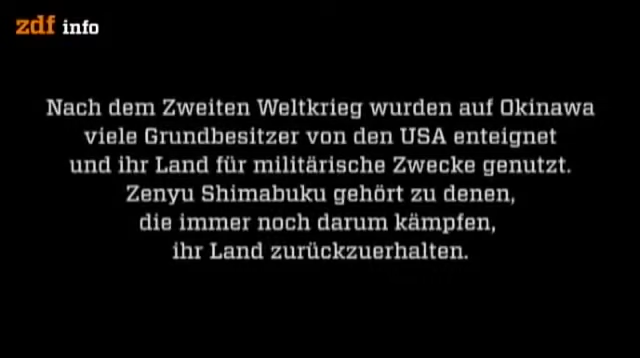 zdf info
Nach dem Zweiten Weltkrieg wurden auf Okinawa
viele Grundbesitzer von den USA enteignet
und ihr Land für militärische Zwecke genutzt.
Zenyu Shimabuku gehört zu denen,
die immer noch darum kämpfen,
ihr Land zurückzuerhalten.